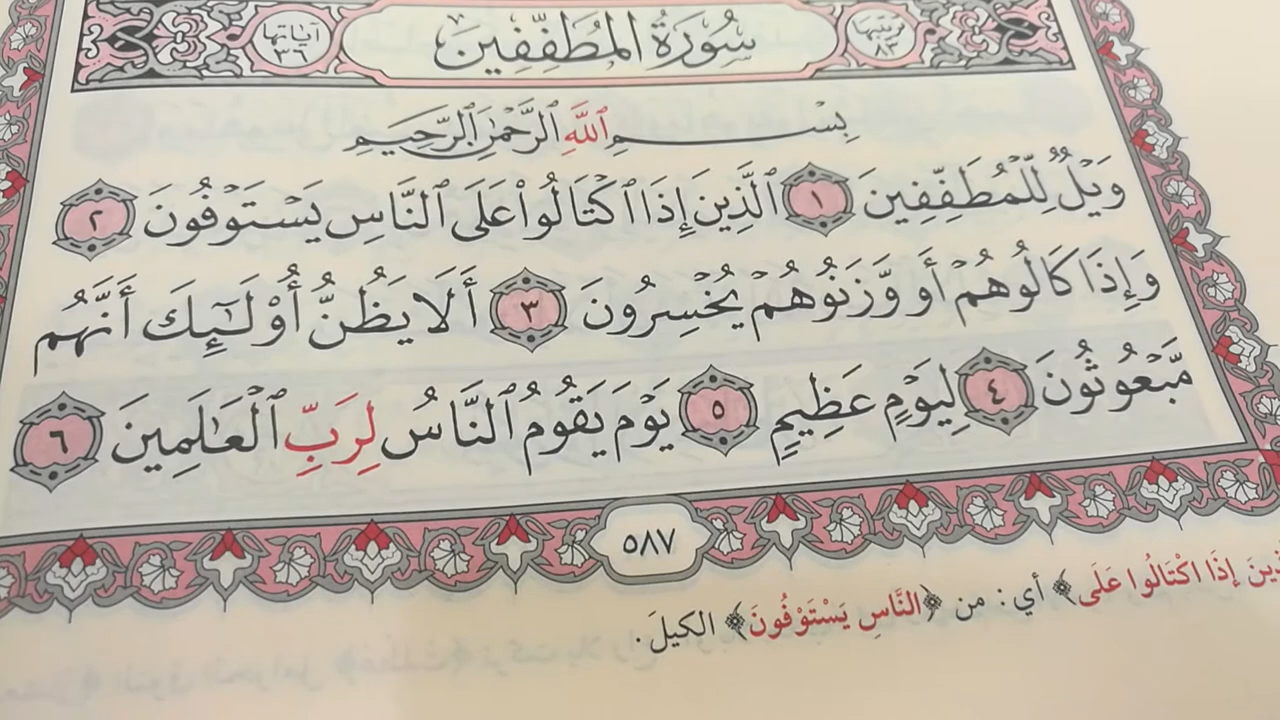 ترتيبها ٨٣ سُورَةُ المُطَفِّفِينَ آياتها ٣٦
بِسْمِ ٱللَّهِ ٱلرَّحْمَٰنِ ٱلرَّحِيمِ
وَيْلٌ لِّلْمُطَفِّفِينَ ١ ٱلَّذِينَ إِذَا ٱكْتَالُوا۟ عَلَى ٱلنَّاسِ يَسْتَوْفُونَ ٢
وَإِذَا كَالُوهُمْ أَو وَّزَنُوهُمْ يُخْسِرُونَ ٣ أَلَا يَظُنُّ أُو۟لَٰٓئِكَ أَنَّهُم
مَّبْعُوثُونَ ٤ لِيَوْمٍ عَظِيمٍ ٥ يَوْمَ يَقُومُ ٱلنَّاسُ لِرَبِّ ٱلْعَٰلَمِينَ ٦
٥٨٧
إِذَا اكْتَالُوا عَلَى﴾ أي: من ﴿النَّاسِ يَسْتَوْفُونَ﴾ الكيلَ.